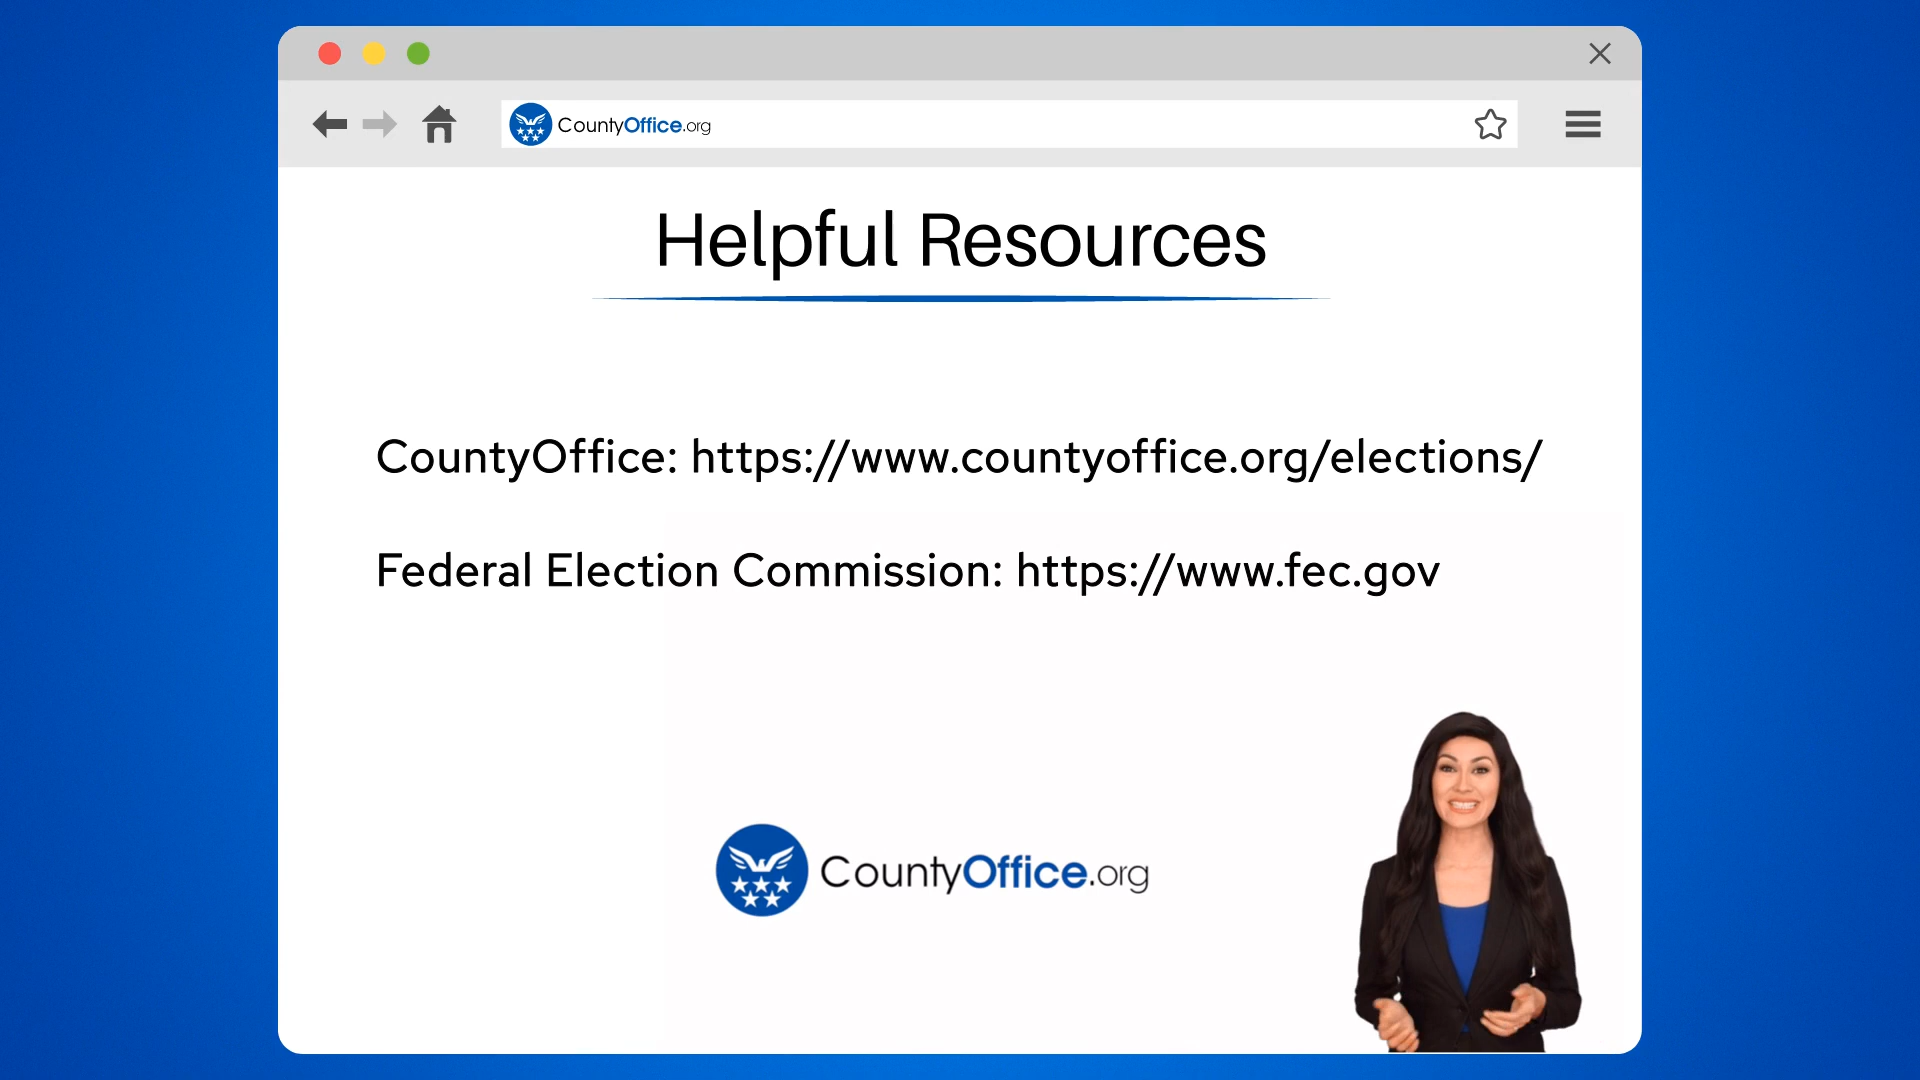 CountyOffice.org
Helpful Resources
CountyOffice: https://www.countyoffice.org/elections/
Federal Election Commission: https://www.fec.gov
CountyOffice.org